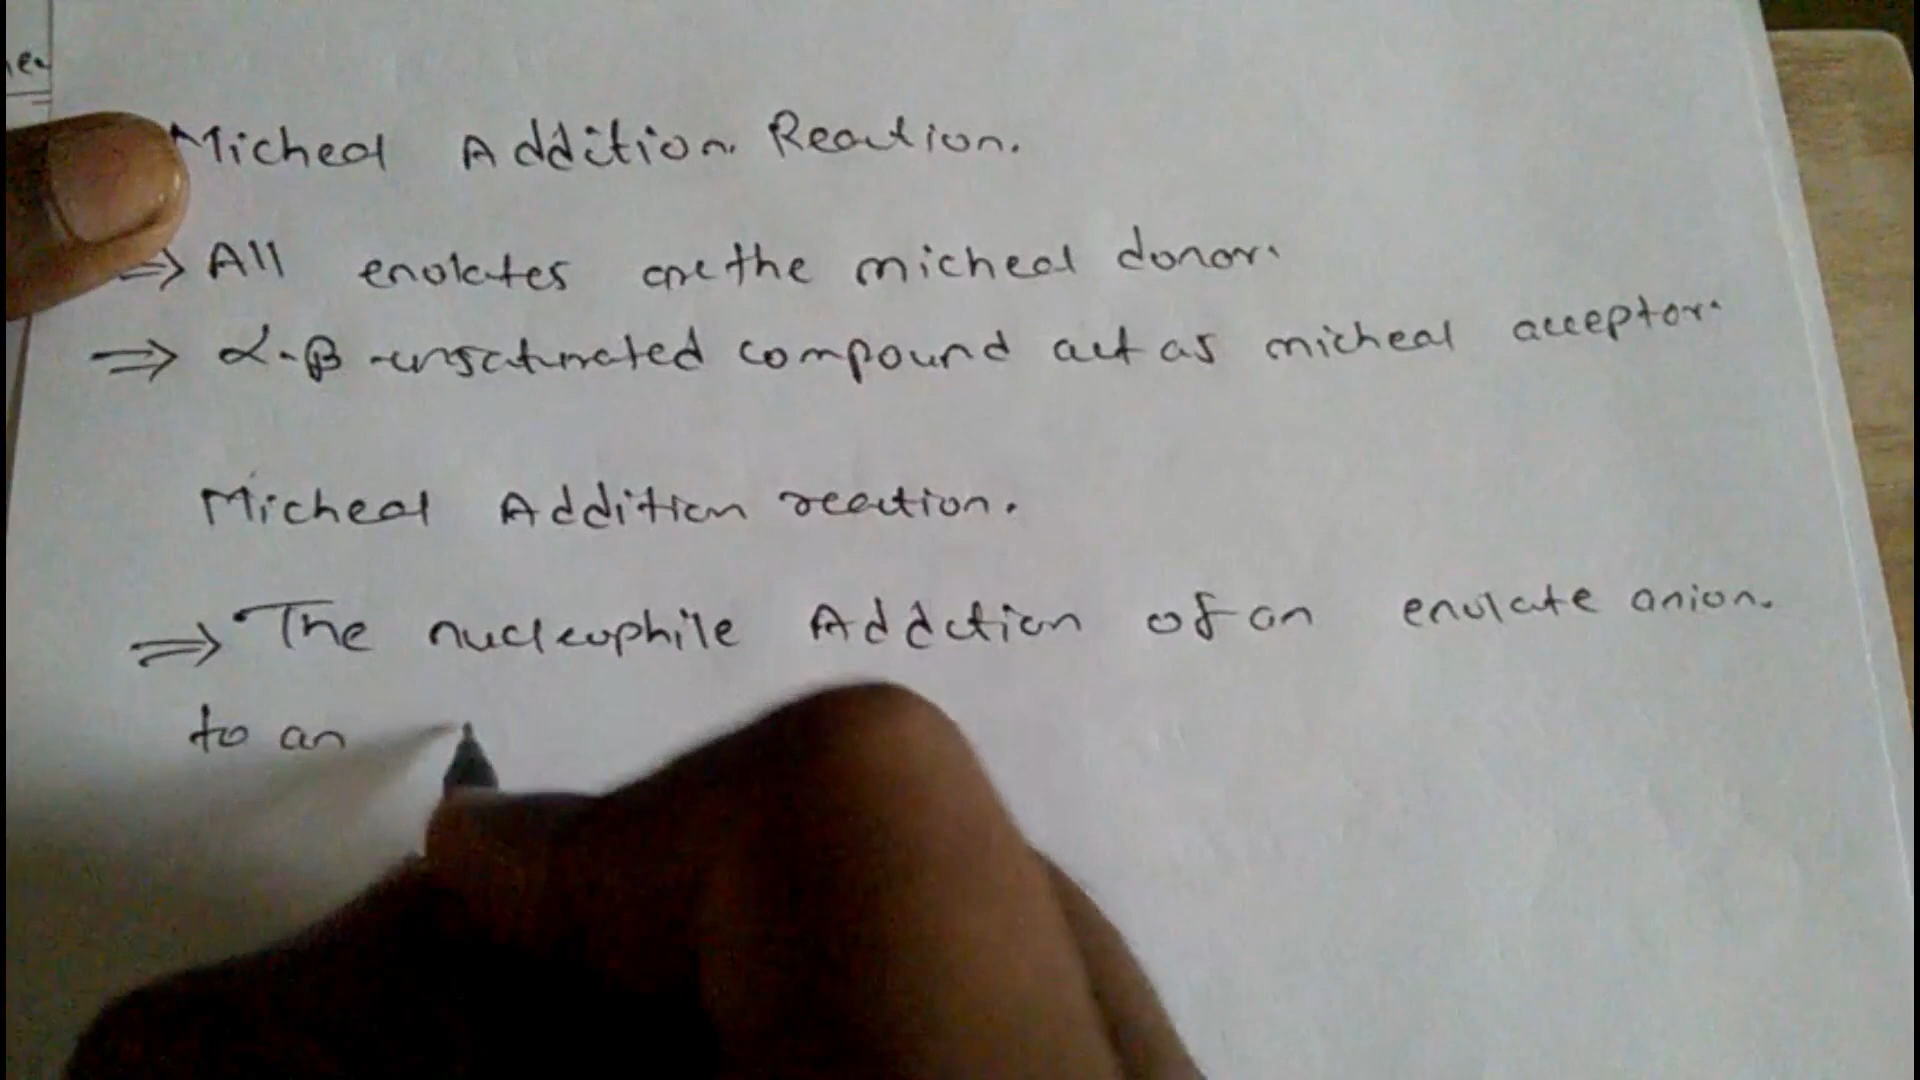 Micheal Addition Reaction.
⇒ All enolates are the micheal donor.
⇒ α-β-unsaturated compound act as micheal acceptor.
Micheal Addition reaction.
⇒ The nucleophile Addition of an enolate anion.
to an